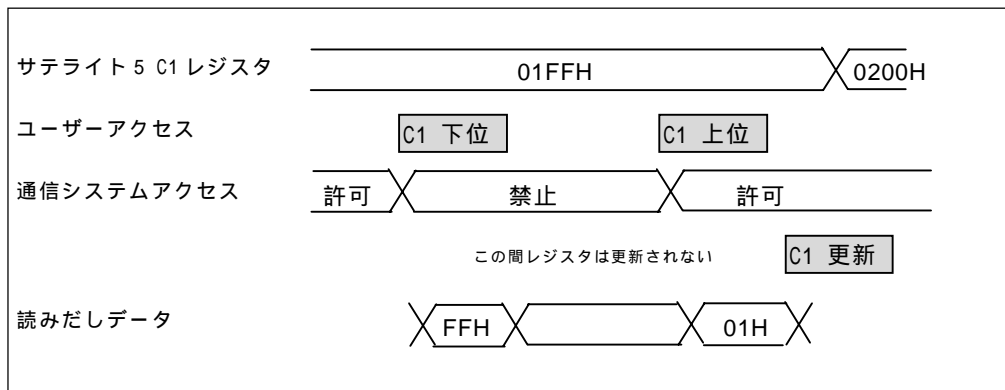 サテライト5 C1レジスタ 01FFH 0200H
ユーザーアクセス C1 下位 C1 上位
通信システムアクセス 許可 禁止 許可
この間レジスタは更新されない C1 更新
読みだしデータ FFH 01H